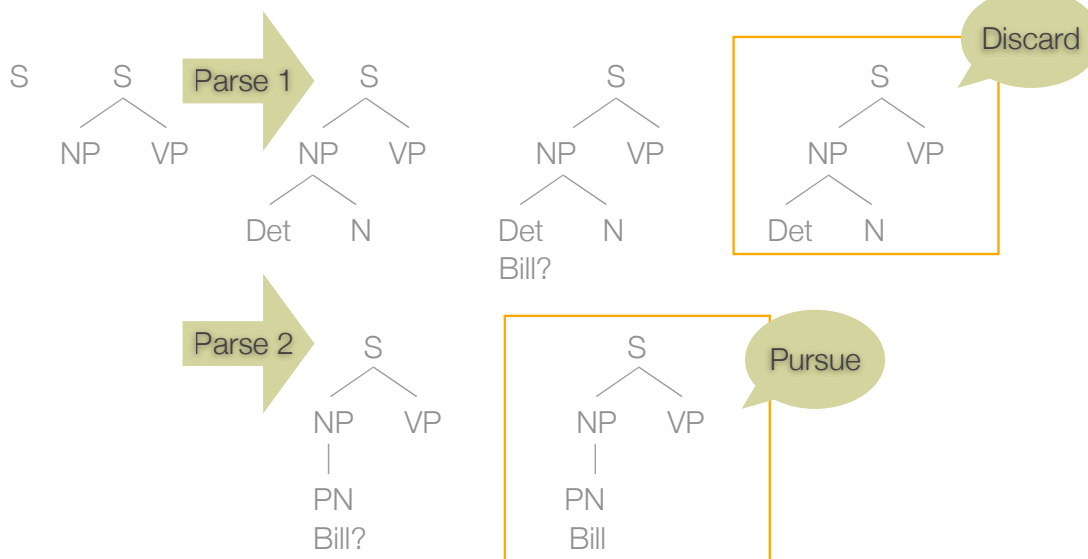 Discard
S S Parse 1 S S S
NP VP NP VP NP VP NP VP
Det N Det N Det N
Bill?
Parse 2 S S Pursue
NP VP NP VP
PN PN
Bill? Bill